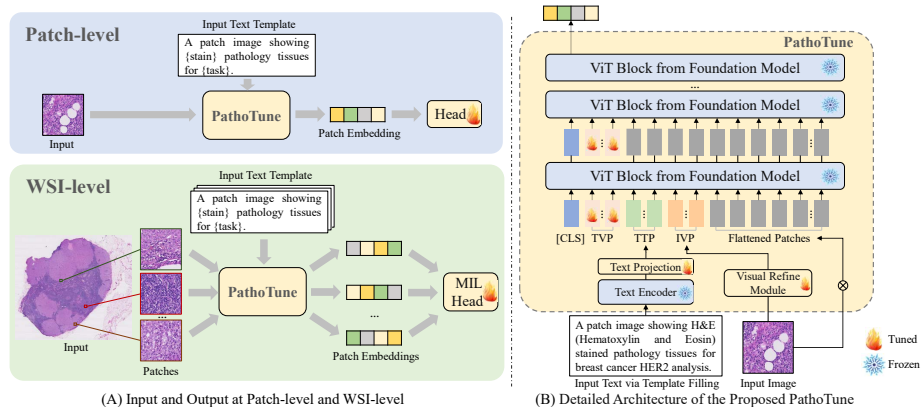 Patch-level
Input Text Template
A patch image showing
{stain} pathology tissues
for {task}.
PathoTune
Head
Input
Patch Embedding
WSI-level
Input Text Template
A patch image showing
{stain} pathology tissues
for {task}.
PathoTune
MIL
Head
...
...
Input
Patches
Patch Embeddings
(A) Input and Output at Patch-level and WSI-level
PathoTune
ViT Block from Foundation Model
...
ViT Block from Foundation Model
ViT Block from Foundation Model
[CLS]
TVP
TTP
IVP
Flattened Patches
Text Projection
Text Encoder
Visual Refine
Module
A patch image showing H&E
(Hematoxylin and Eosin)
stained pathology tissues for
breast cancer HER2 analysis.
Input Text via Template Filling
Input Image
Tuned
Frozen
(B) Detailed Architecture of the Proposed PathoTune